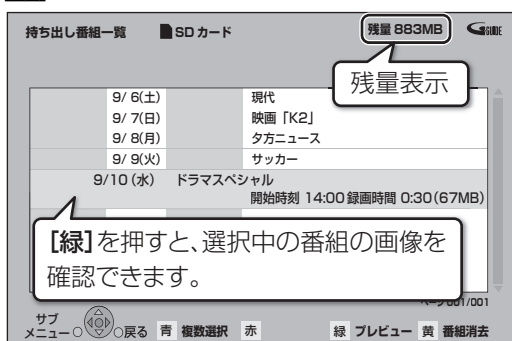 持ち出し番組一覧 SD カード 残量 883MB G GUIDE
残量表示
9/ 6(土) 現代
9/ 7(日) 映画「K2」
9/ 8(月) 夕方ニュース
9/ 9(火) サッカー
9/10 (水) ドラマスペシャル
開始時刻 14:00 録画時間 0:30(67MB)
[緑]を押すと、選択中の番組の画像を
確認できます。
ページ 001/001
サブ
メニュー 戻る 青 複数選択 赤 緑 プレビュー 黄 番組消去